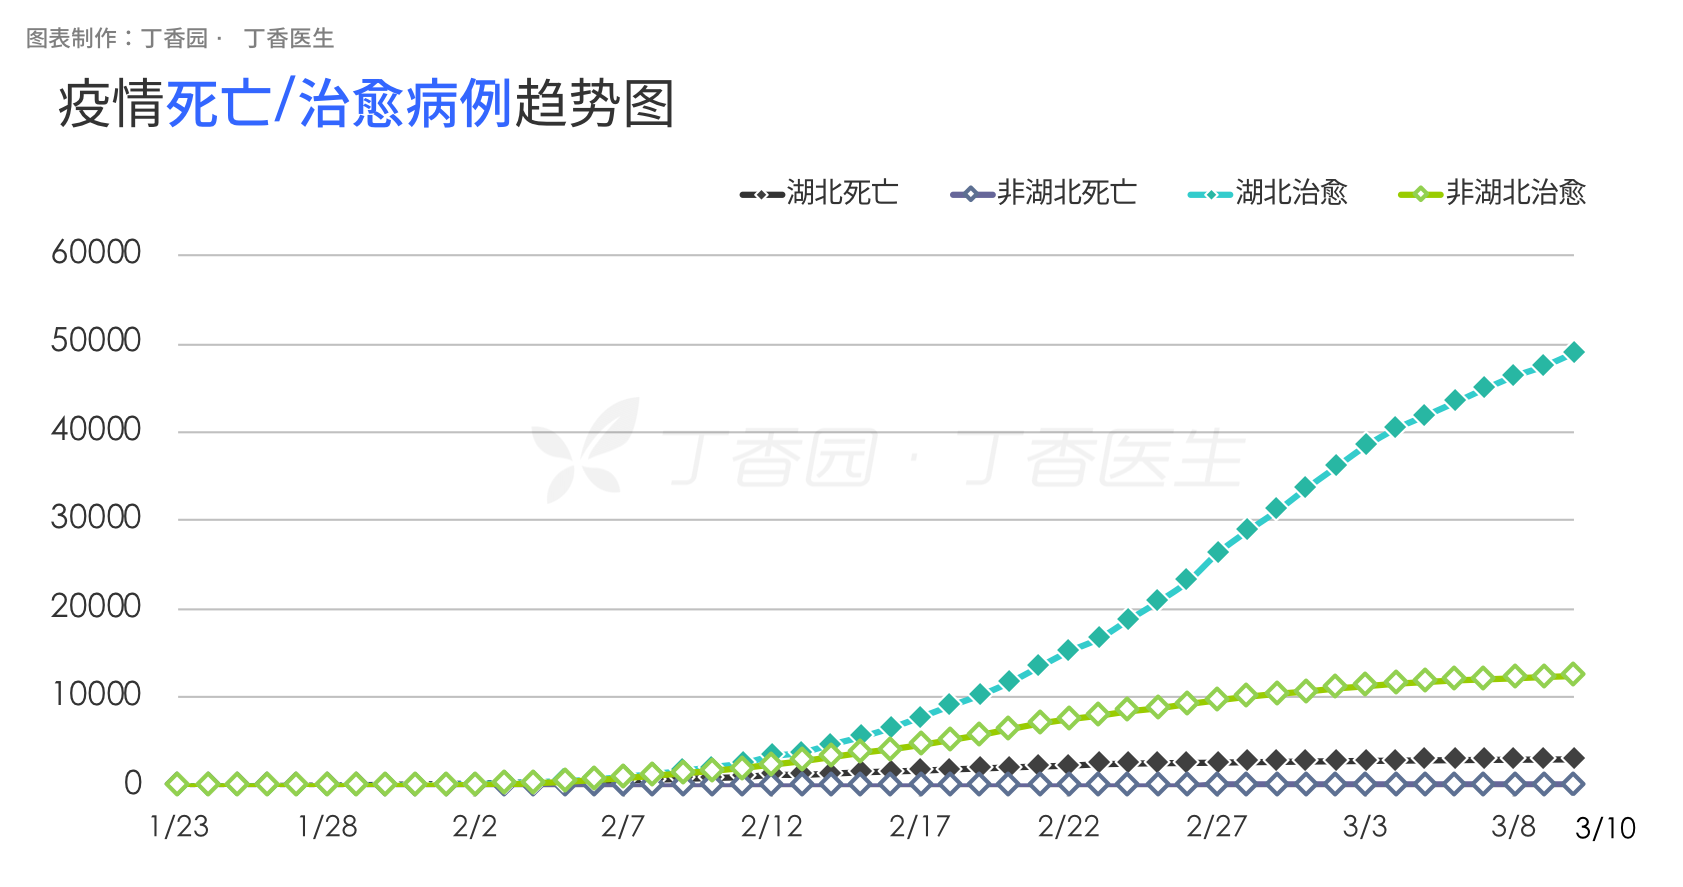 图表制作：丁香园 · 丁香医生
疫情死亡/治愈病例趋势图
湖北死亡 非湖北死亡 湖北治愈 非湖北治愈
60000
50000
40000
丁香园 · 丁香医生
30000
20000
10000
0
1/23 1/28 2/2 2/7 2/12 2/17 2/22 2/27 3/3 3/8 3/10